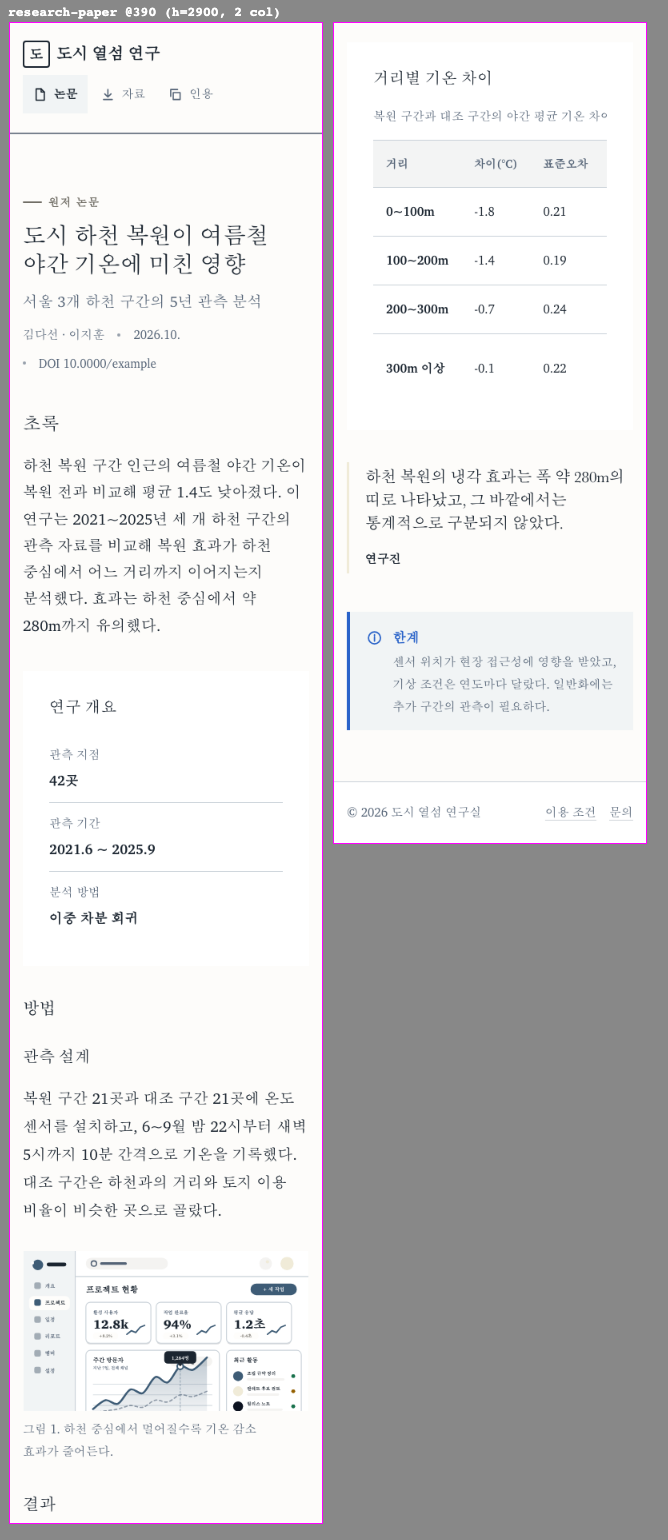 research-paper @390 (h=2900, 2 col)
도 도시 열섬 연구
논문 자료 인용
원저 논문
도시 하천 복원이 여름철
야간 기온에 미친 영향
서울 3개 하천 구간의 5년 관측 분석
김다선 · 이지훈 • 2026.10.
• DOI 10.0000/example
초록
하천 복원 구간 인근의 여름철 야간 기온이
복원 전과 비교해 평균 1.4도 낮아졌다. 이
연구는 2021~2025년 세 개 하천 구간의
관측 자료를 비교해 복원 효과가 하천
중심에서 어느 거리까지 이어지는지
분석했다. 효과는 하천 중심에서 약
280m까지 유의했다.
연구 개요
관측 지점
42곳
관측 기간
2021.6 ~ 2025.9
분석 방법
이중 차분 회귀
방법
관측 설계
복원 구간 21곳과 대조 구간 21곳에 온도
센서를 설치하고, 6~9월 밤 22시부터 새벽
5시까지 10분 간격으로 기온을 기록했다.
대조 구간은 하천과의 거리와 토지 이용
비율이 비슷한 곳으로 골랐다.
프로젝트 현황
프로젝트
12.8k 94% 1.2초
주간 방문자 최근 활동
그림 1. 하천 중심에서 멀어질수록 기온 감소
효과가 줄어든다.
결과
거리별 기온 차이
복원 구간과 대조 구간의 야간 평균 기온 차
거리 차이(℃) 표준오차
0~100m -1.8 0.21
100~200m -1.4 0.19
200~300m -0.7 0.24
300m 이상 -0.1 0.22
하천 복원의 냉각 효과는 폭 약 280m의
띠로 나타났고, 그 바깥에서는
통계적으로 구분되지 않았다.
연구진
한계
센서 위치가 현장 접근성에 영향을 받았고,
기상 조건은 연도마다 달랐다. 일반화에는
추가 구간의 관측이 필요하다.
© 2026 도시 열섬 연구실 이용 조건 문의